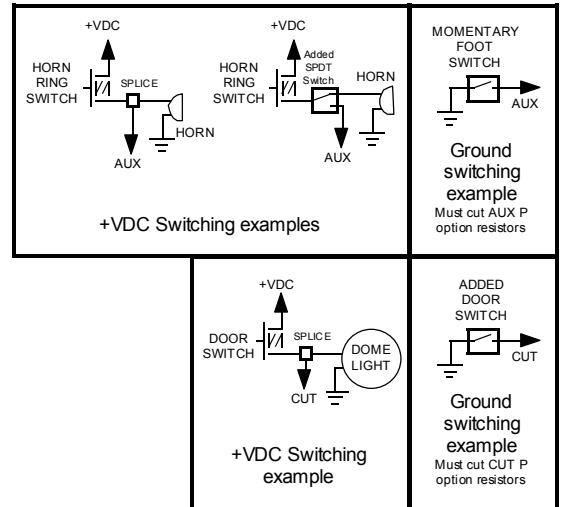 +VDC
HORN
RING
SWITCH
SPLICE
HORN
AUX
+VDC
HORN
RING
SWITCH
Added
SPDT
Switch
HORN
AUX
+VDC Switching examples
MOMENTARY
FOOT
SWITCH
AUX
Ground
switching
example
Must cut AUX P
option resistors
+VDC
DOOR
SWITCH
SPLICE
DOME
LIGHT
CUT
+VDC Switching
example
ADDED
DOOR
SWITCH
CUT
Ground
switching
example
Must cut CUT P
option resistors